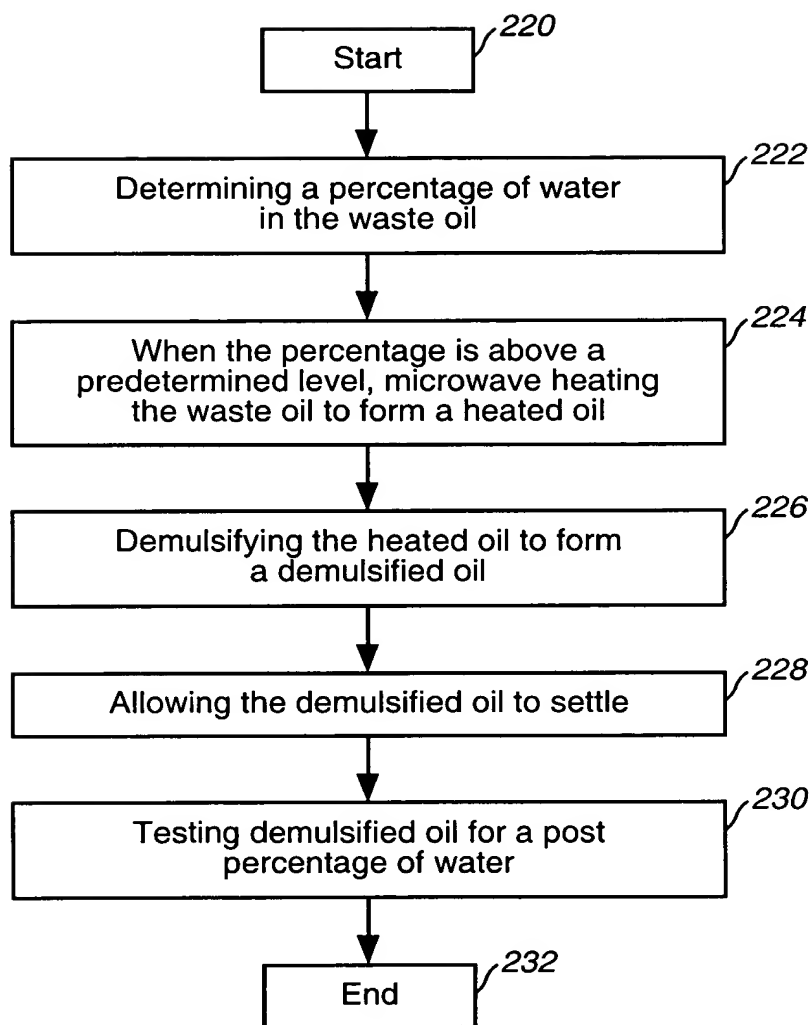 220
Start
222
Determining a percentage of water
in the waste oil
224
When the percentage is above a
predetermined level, microwave heating
the waste oil to form a heated oil
226
Demulsifying the heated oil to form
a demulsified oil
228
Allowing the demulsified oil to settle
230
Testing demulsified oil for a post
percentage of water
232
End